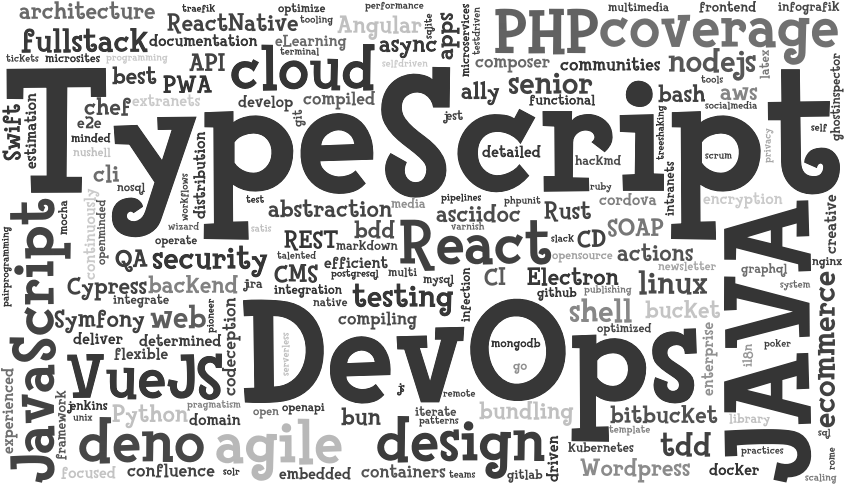 architecture
traefik
optimize
performance
multimedia
frontend
infografik
ReactNative
tooling
Angular
sqlite
apps
microservices
testdriven
PHP
coverage
fullstack
documentation
eLearning
terminal
async
tickets
microsites
programming
best
API
PWA
cloud
selfdriven
composer
communities
nodejs
latex
tools
ghostinspector
Swift
estimation
chef
extranets
develop
compiled
git
ally
senior
functional
bash
aws
socialmedia
e2e
minded
nushell
TypeScript
jest
detailed
hackmd
treeshaking
scrum
privacy
self
cli
nosql
workflows
distribution
ruby
intranets
test
abstraction
media
pipelines
phpunit
cordova
encryption
JavaScript
mocha
continuously
openminded
wizard
satis
asciidoc
varnish
Rust
SOAP
creative
operate
REST
bdd
markdown
React
slack
CD
actions
pairprogramming
QA
security
talented
efficient
opensource
newsletter
graphql
nginx
CMS
postgresql
multi
mysql
CI
Electron
linux
system
Cypress
backend
jra
integration
native
testing
infection
github
publishing
integrate
pioneer
JAVA
ecommerce
Symfony
web
codeception
compiling
shell
bucket
optimized
deliver
determined
serverless
DevOps
mongodb
go
enterprise
i18n
poker
flexible
VueJS
js
remote
experienced
framework
jenkins
unix
Python
pragmatism
domain
open
openapi
bun
iterate
patterns
bundling
bitbucket
template
library
sql
deno
agile
design
driven
kubernetes
tdd
practices
rome
focused
confluence
solr
embedded
containers
teams
gitlab
Wordpress
docker
scaling